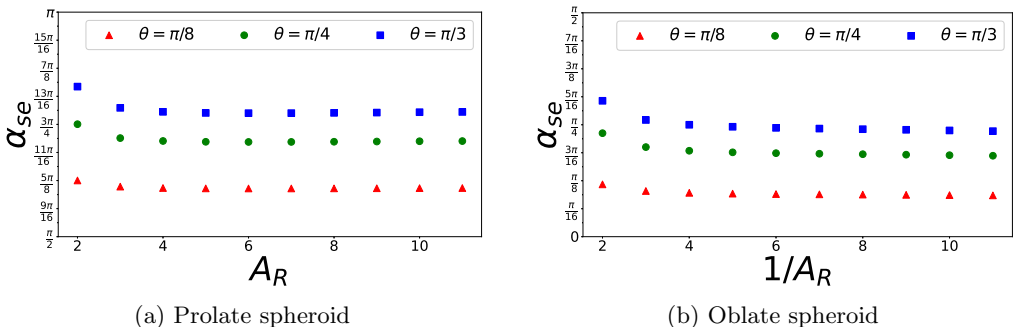 π
15π/16
7π/8
13π/16
3π/4
11π/16
5π/8
9π/16
π/2
α_se
θ = π/8 θ = π/4 θ = π/3
2 4 6 8 10
A_R
(a) Prolate spheroid
π/2
7π/16
3π/8
5π/16
π/4
3π/16
π/8
π/16
0
α_se
θ = π/8 θ = π/4 θ = π/3
2 4 6 8 10
1/A_R
(b) Oblate spheroid